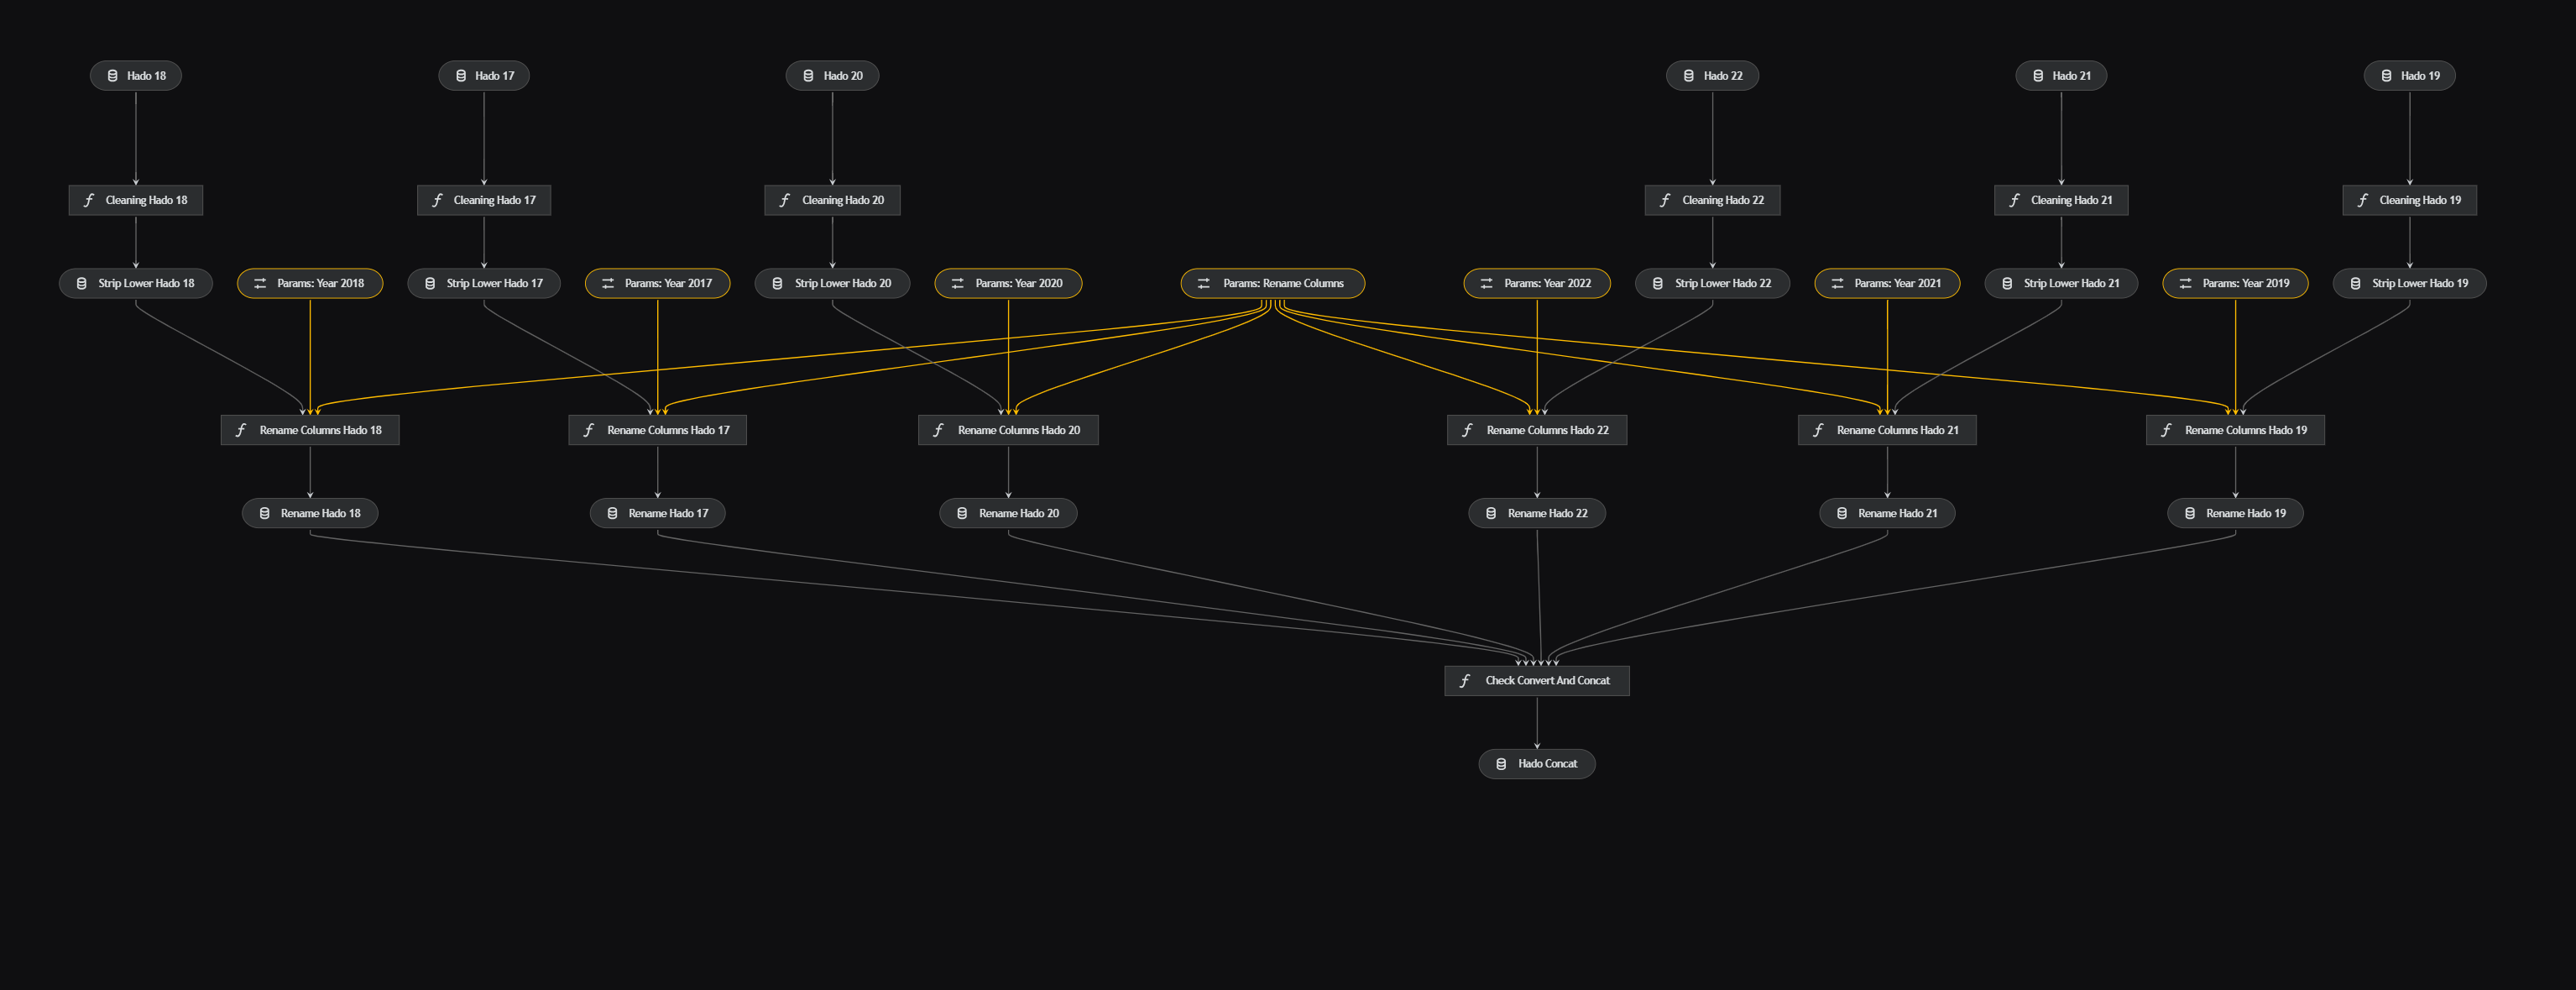 Hado 18
Hado 17
Hado 20
Hado 22
Hado 21
Hado 19
Cleaning Hado 18
Cleaning Hado 17
Cleaning Hado 20
Cleaning Hado 22
Cleaning Hado 21
Cleaning Hado 19
Strip Lower Hado 18
Params: Year 2018
Strip Lower Hado 17
Params: Year 2017
Strip Lower Hado 20
Params: Year 2020
Params: Rename Columns
Params: Year 2022
Strip Lower Hado 22
Params: Year 2021
Strip Lower Hado 21
Params: Year 2019
Strip Lower Hado 19
Rename Columns Hado 18
Rename Columns Hado 17
Rename Columns Hado 20
Rename Columns Hado 22
Rename Columns Hado 21
Rename Columns Hado 19
Rename Hado 18
Rename Hado 17
Rename Hado 20
Rename Hado 22
Rename Hado 21
Rename Hado 19
Check Convert And Concat
Hado Concat